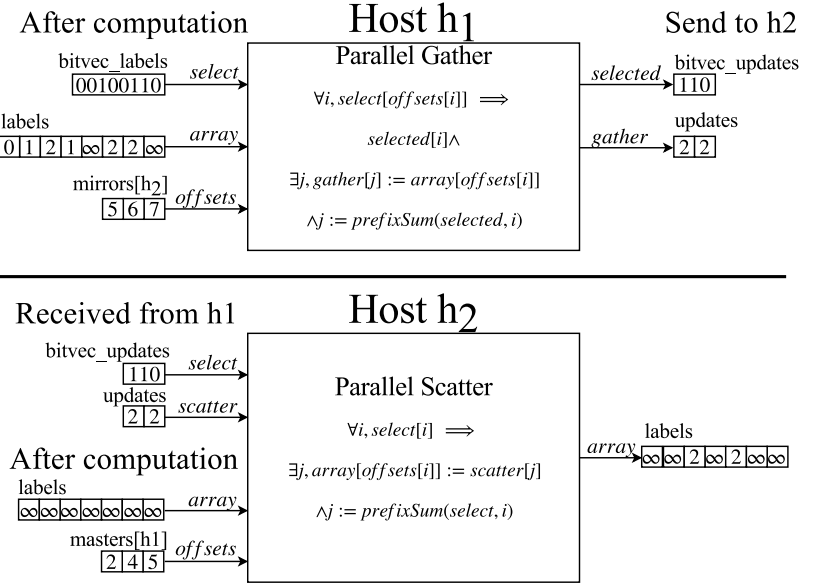 After computation
Host h1
Send to h2
bitvec_labels
00100110
select
Parallel Gather
∀i, select[offsets[i]] ⟹
selected[i]∧
∃j, gather[j] := array[offsets[i]]
∧j := prefixSum(selected, i)
selected
bitvec_updates
110
labels
0 1 2 1 ∞ 2 2 ∞
array
gather
updates
2 2
mirrors[h2]
5 6 7
offsets
Received from h1
Host h2
bitvec_updates
110
select
updates
2 2
scatter
Parallel Scatter
∀i, select[i] ⟹
∃j, array[offsets[i]] := scatter[j]
∧j := prefixSum(select, i)
array
labels
∞ ∞ 2 ∞ 2 ∞ ∞
After computation
labels
∞ ∞ ∞ ∞ ∞ ∞ ∞
array
masters[h1]
2 4 5
offsets